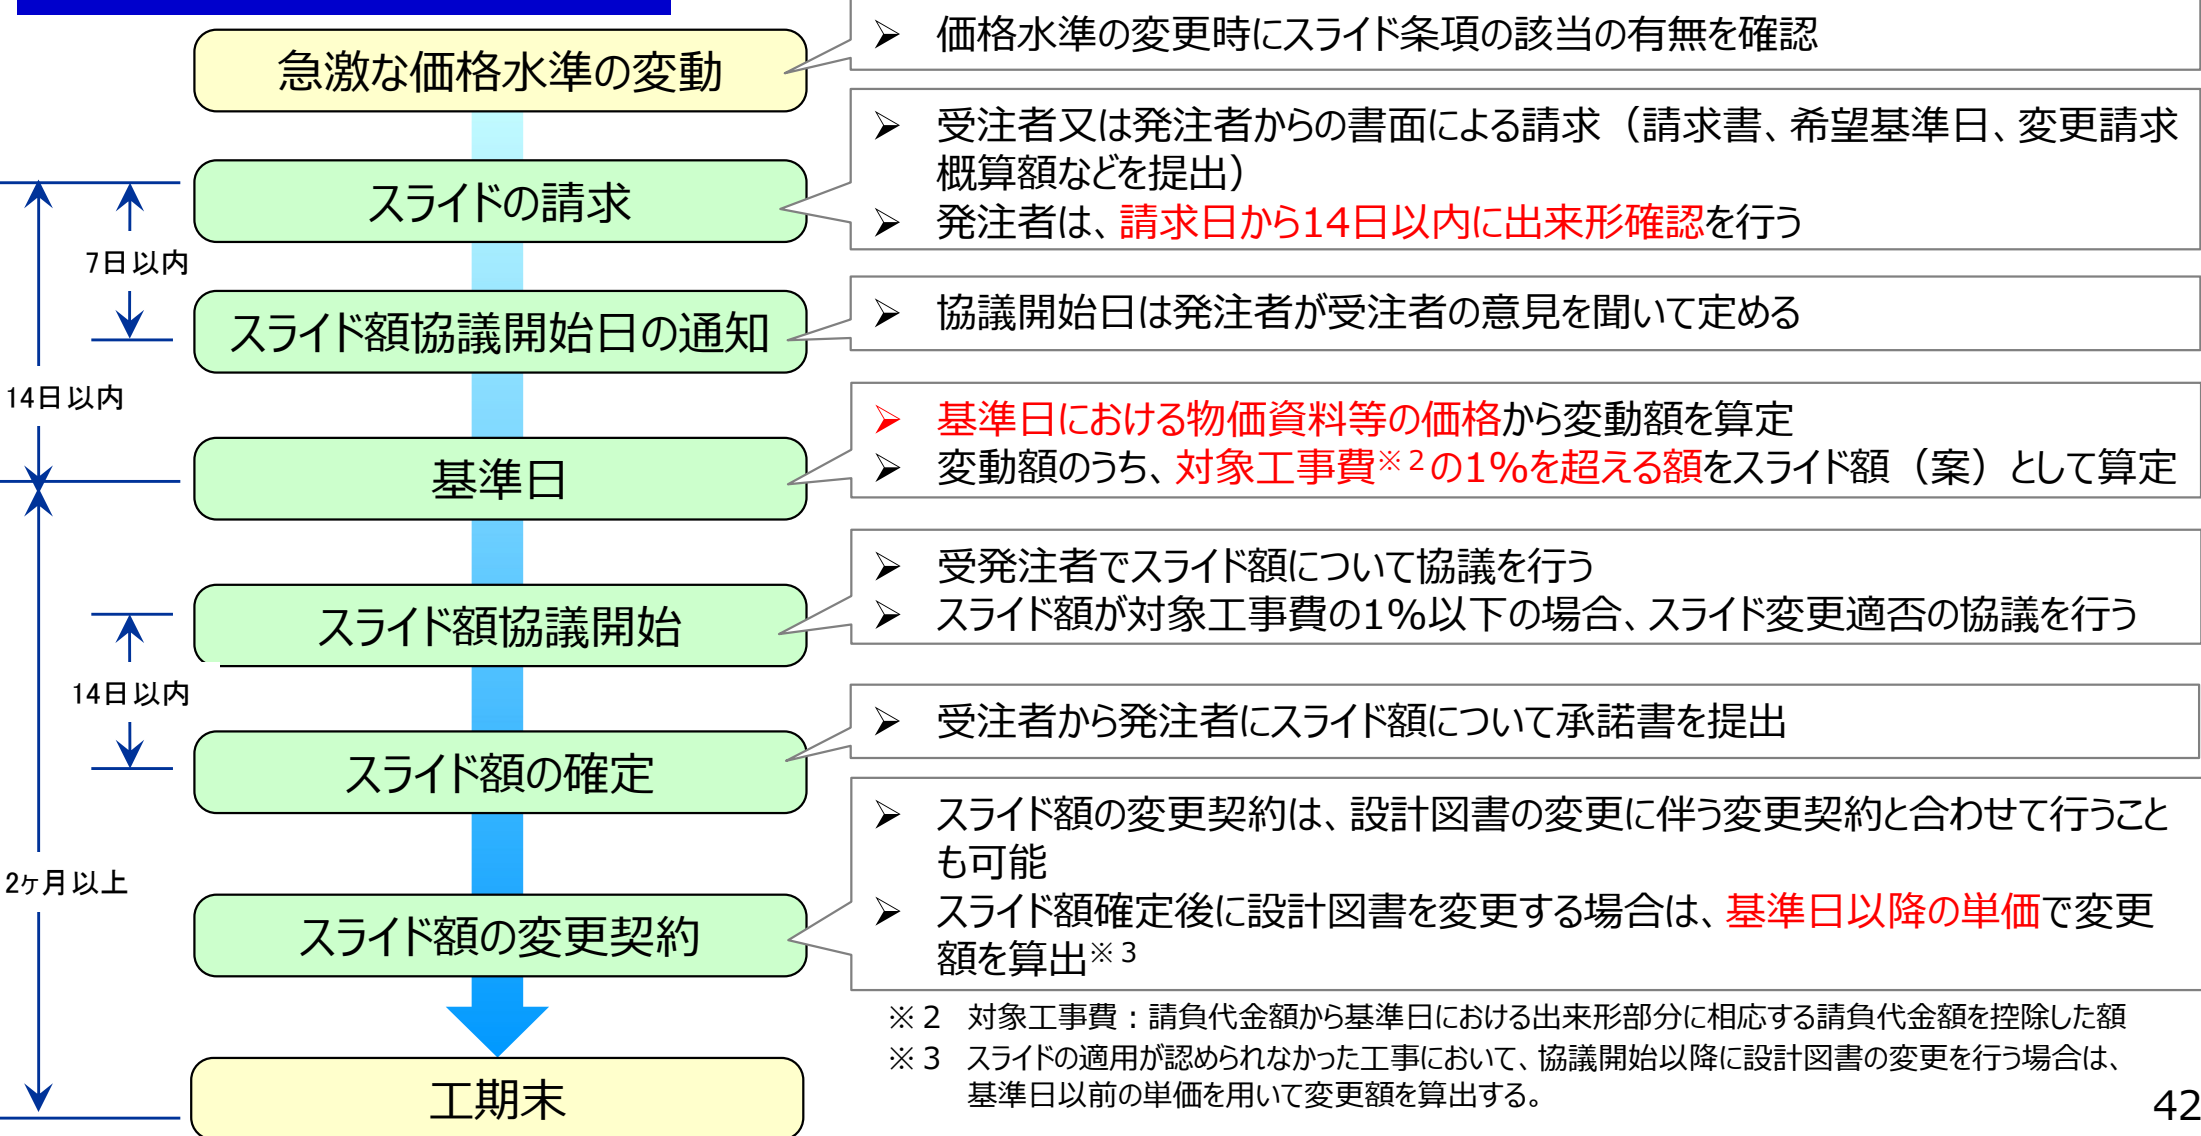 急激な価格水準の変動
➢ 価格水準の変更時にスライド条項の該当の有無を確認
スライドの請求
➢ 受注者又は発注者からの書面による請求（請求書、希望基準日、変更請求
概算額などを提出）
➢ 発注者は、請求日から14日以内に出来形確認を行う
7日以内
スライド額協議開始日の通知
➢ 協議開始日は発注者が受注者の意見を聞いて定める
14日以内
基準日
➢ 基準日における物価資料等の価格から変動額を算定
➢ 変動額のうち、対象工事費※２の1%を超える額をスライド額（案）として算定
スライド額協議開始
➢ 受発注者でスライド額について協議を行う
➢ スライド額が対象工事費の1%以下の場合、スライド変更適否の協議を行う
14日以内
スライド額の確定
➢ 受注者から発注者にスライド額について承諾書を提出
2ヶ月以上
スライド額の変更契約
➢ スライド額の変更契約は、設計図書の変更に伴う変更契約と合わせて行うこと
も可能
➢ スライド額確定後に設計図書を変更する場合は、基準日以降の単価で変更
額を算出※３
工期末
※２ 対象工事費：請負代金額から基準日における出来形部分に相応する請負代金額を控除した額
※３ スライドの適用が認められなかった工事において、協議開始以降に設計図書の変更を行う場合は、
基準日以前の単価を用いて変更額を算出する。
42